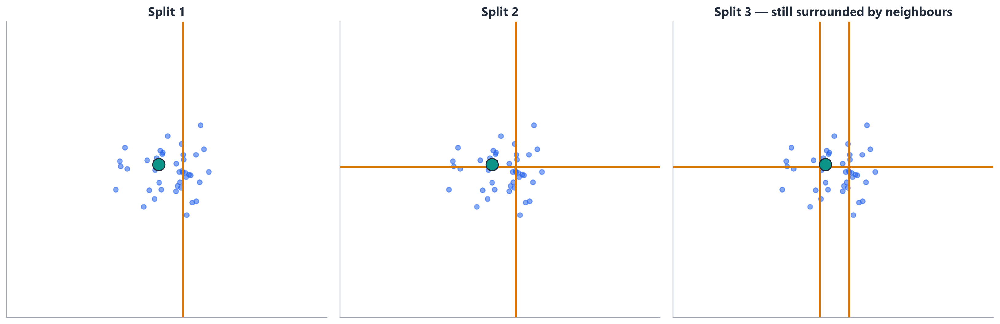 Split 1
Split 2
Split 3 — still surrounded by neighbours